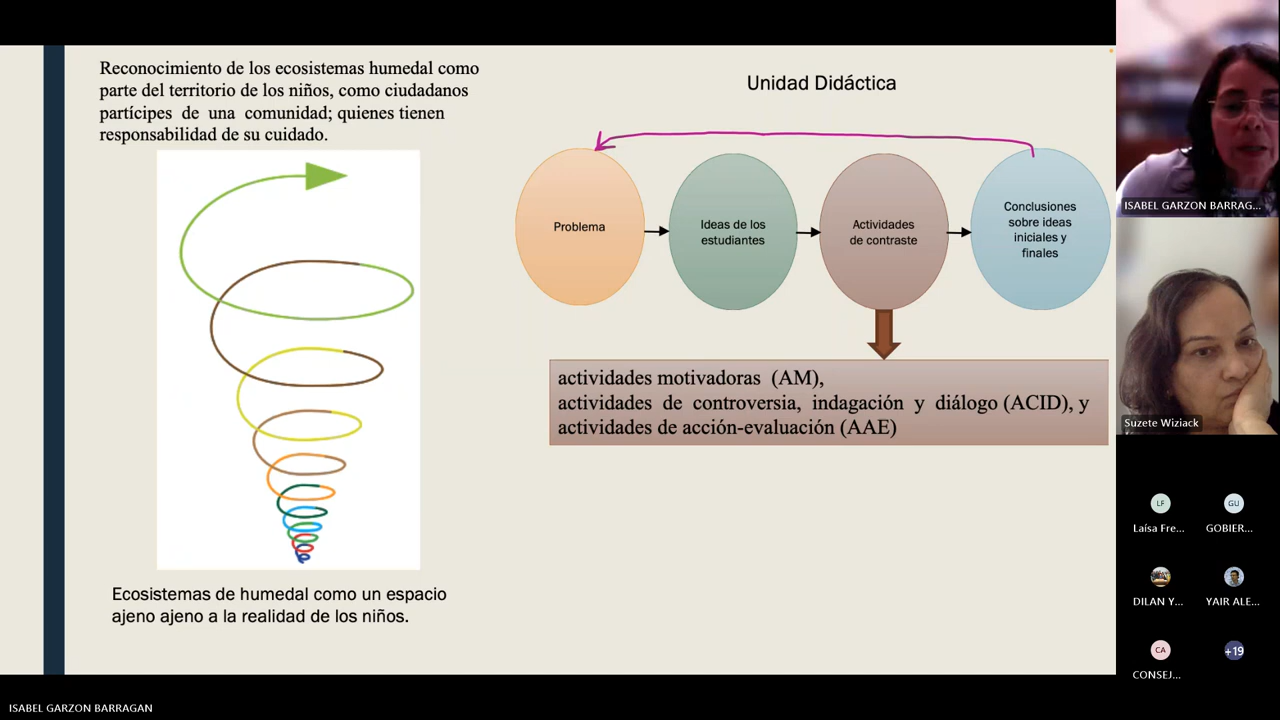 Reconocimiento de los ecosistemas humedal como
parte del territorio de los niños, como ciudadanos
partícipes de una comunidad; quienes tienen
responsabilidad de su cuidado.
Ecosistemas de humedal como un espacio
ajeno ajeno a la realidad de los niños.
Unidad Didáctica
Problema
Ideas de los
estudiantes
Actividades
de contraste
Conclusiones
sobre ideas
iniciales y
finales
actividades motivadoras (AM),
actividades de controversia, indagación y diálogo (ACID), y
actividades de acción-evaluación (AAE)
ISABEL GARZON BARRAG...
Suzete Wiziack
LF
Laísa Fre...
GU
GOBIER...
DILAN Y...
YAIR ALE...
CA
CONSEJ...
+19
ISABEL GARZON BARRAGAN